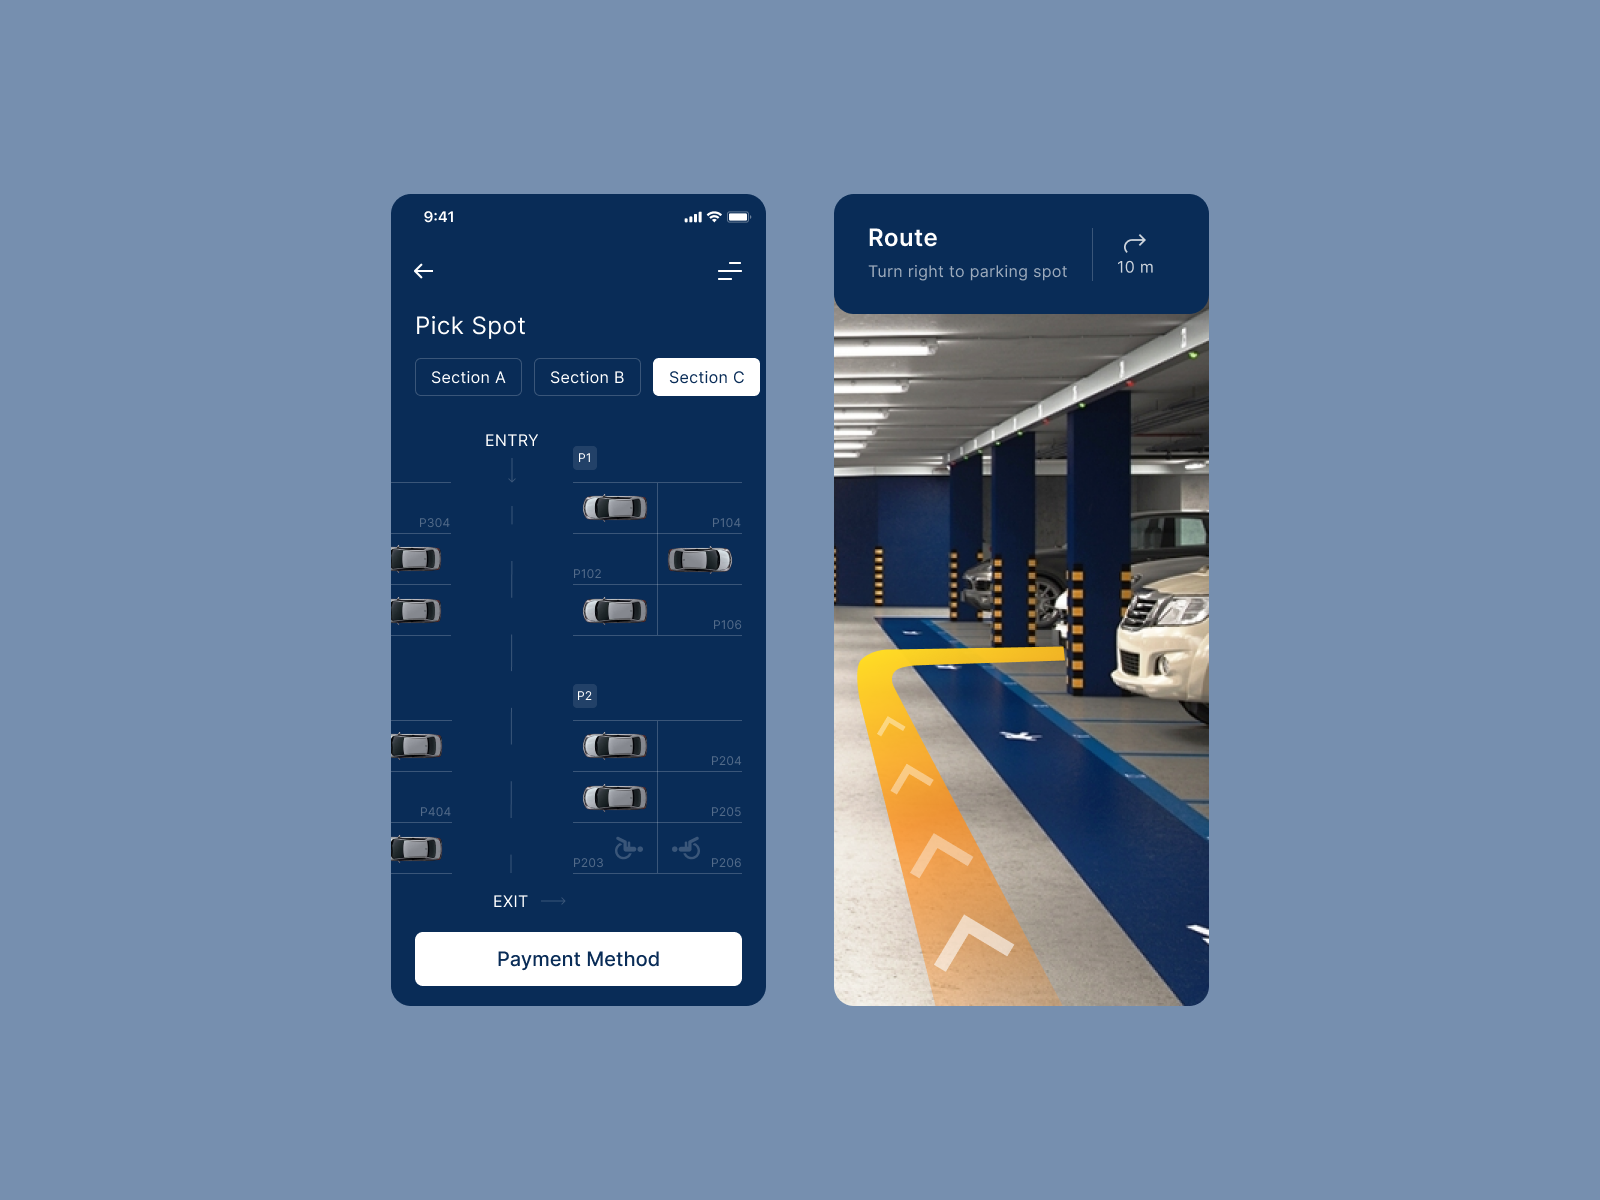 9:41
Pick Spot
Section A
Section B
Section C
ENTRY
P1
P304
P104
P102
P106
P2
P204
P404
P205
P203
P206
EXIT
Payment Method
Route
Turn right to parking spot
10 m